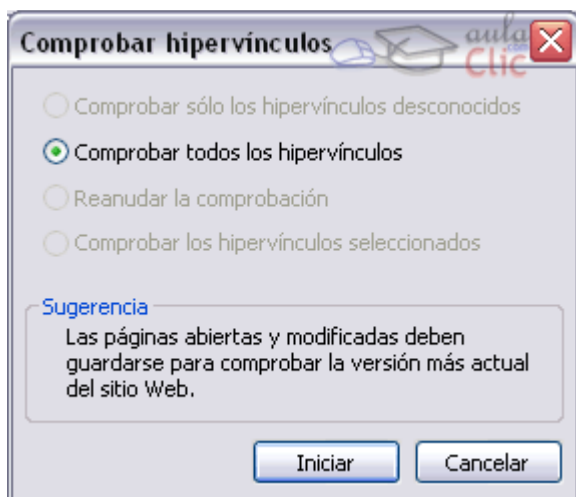 Comprobar hipervínculos
aula
.com
Clic
Comprobar sólo los hipervínculos desconocidos
Comprobar todos los hipervínculos
Reanudar la comprobación
Comprobar los hipervínculos seleccionados
Sugerencia
Las páginas abiertas y modificadas deben
guardarse para comprobar la versión más actual
del sitio Web.
Iniciar
Cancelar